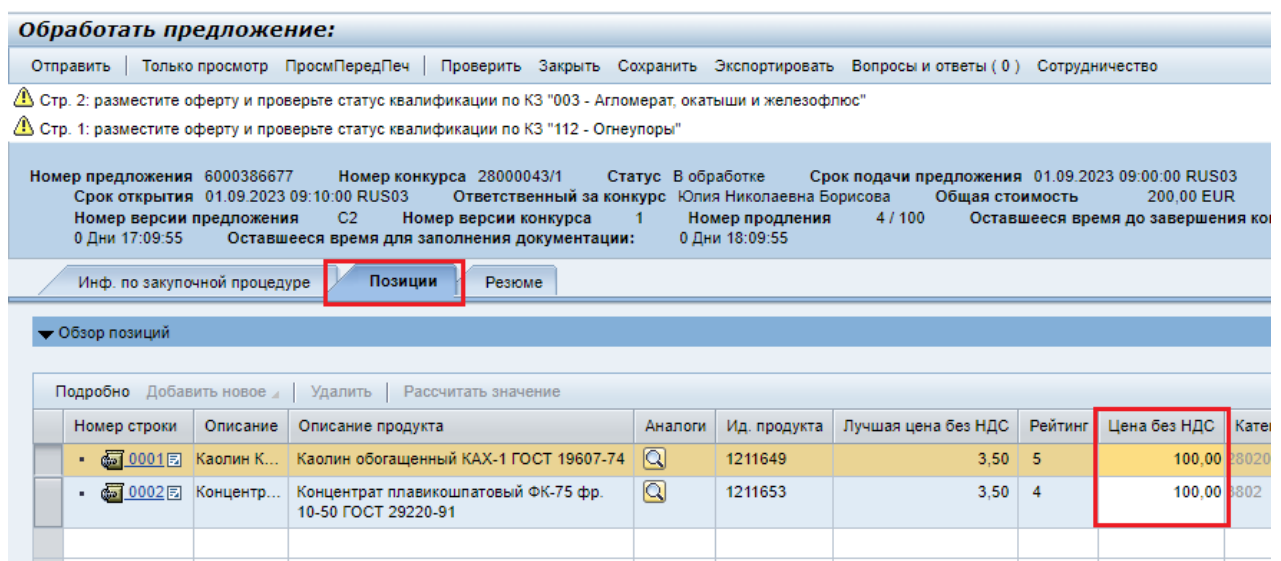 Обработать предложение:
Отправить Только просмотр ПросмПередПеч Проверить Закрыть Сохранить Экспортировать Вопросы и ответы ( 0 ) Сотрудничество
Стр. 2: разместите оферту и проверьте статус квалификации по КЗ "003 - Агломерат, окатыши и железофлюс"
Стр. 1: разместите оферту и проверьте статус квалификации по КЗ "112 - Огнеупоры"
Номер предложения 6000386677 Номер конкурса 28000043/1 Статус В обработке Срок подачи предложения 01.09.2023 09:00:00 RUS03
Срок открытия 01.09.2023 09:10:00 RUS03 Ответственный за конкурс Юлия Николаевна Борисова Общая стоимость 200,00 EUR
Номер версии предложения C2 Номер версии конкурса 1 Номер продления 4 / 100 Оставшееся время до завершения
0 Дни 17:09:55 Оставшееся время для заполнения документации: 0 Дни 18:09:55
Инф. по закупочной процедуре Позиции Резюме
Обзор позиций
Подробно Добавить новое Удалить Рассчитать значение
Номер строки Описание Описание продукта Аналоги Ид. продукта Лучшая цена без НДС Рейтинг Цена без НДС Кате
0001 Каолин К... Каолин обогащенный КАХ-1 ГОСТ 19607-74 1211649 3,50 5 100,00 28020
0002 Концентр... Концентрат плавикошпатовый ФК-75 фр. 1211653 3,50 4 100,00 3802
10-50 ГОСТ 29220-91